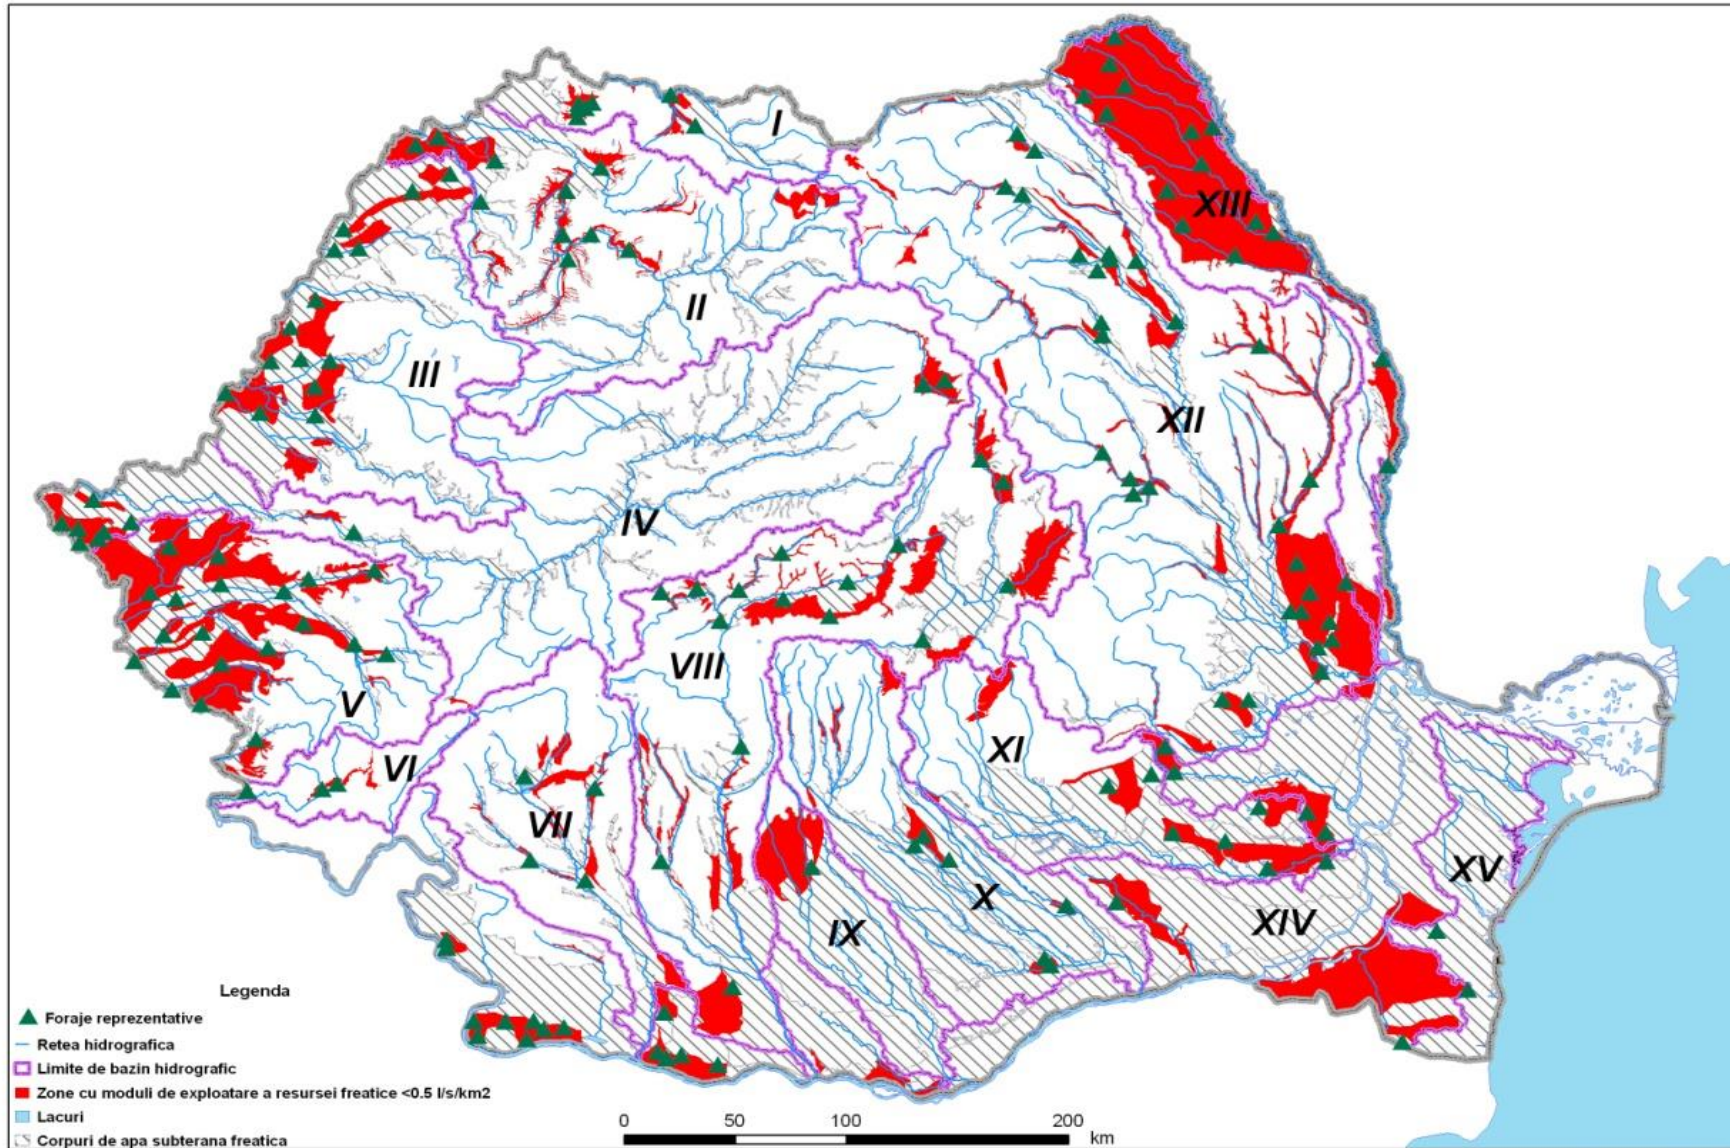 I
XIII
II
III
XII
IV
VIII
V
XI
VI
VII
XV
X
XIV
IX
Legenda
Foraje reprezentative
Retea hidrografica
Limite de bazin hidrografic
Zone cu moduli de exploatare a resursei freatice <0.5 l/s/km2
Lacuri
Corpuri de apa subterana freatica
0 50 100 200
km